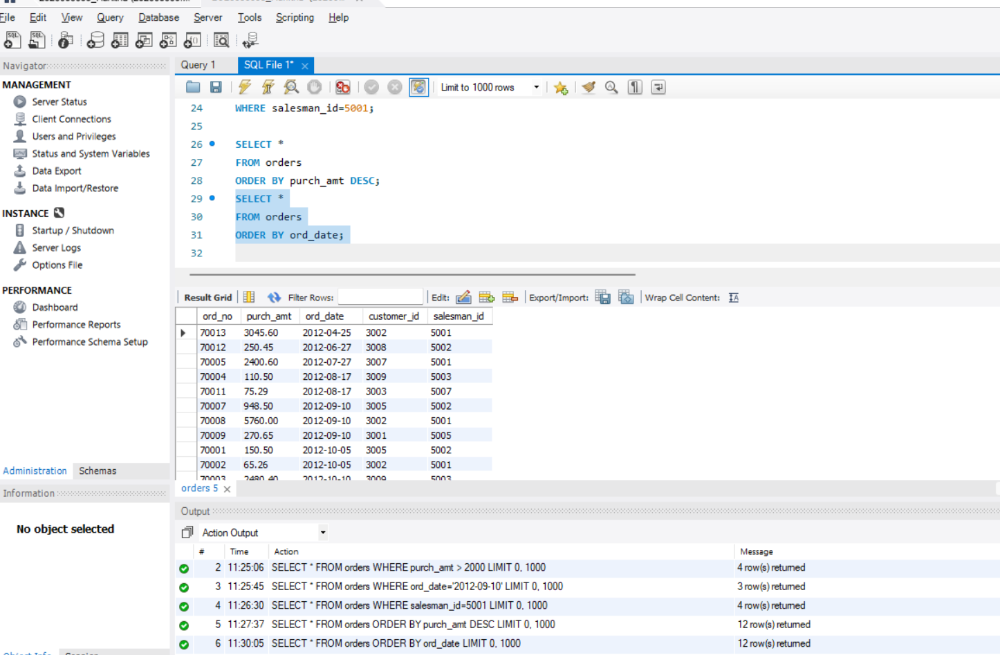 File Edit View Query Database Server Tools Scripting Help
Navigator
MANAGEMENT
Server Status
Client Connections
Users and Privileges
Status and System Variables
Data Export
Data Import/Restore
INSTANCE
Startup / Shutdown
Server Logs
Options File
PERFORMANCE
Dashboard
Performance Reports
Performance Schema Setup
Administration Schemas
Information
No object selected
Query 1 SQL File 1*
Limit to 1000 rows
24 WHERE salesman_id=5001;
25
26 SELECT *
27 FROM orders
28 ORDER BY purch_amt DESC;
29 SELECT *
30 FROM orders
31 ORDER BY ord_date;
32
Result Grid Filter Rows: Edit: Export/Import: Wrap Cell Content:
ord_no purch_amt ord_date customer_id salesman_id
70013 3045.60 2012-04-25 3002 5001
70012 250.45 2012-06-27 3008 5002
70005 2400.60 2012-07-27 3007 5001
70004 110.50 2012-08-17 3009 5003
70011 75.29 2012-08-17 3003 5007
70007 948.50 2012-09-10 3005 5002
70008 5760.00 2012-09-10 3002 5001
70009 270.65 2012-09-10 3001 5005
70001 150.50 2012-10-05 3005 5002
70002 65.26 2012-10-05 3002 5001
70003 2480.40 2012-10-10 3009 5003
orders 5
Output
Action Output
# Time Action Message
2 11:25:06 SELECT * FROM orders WHERE purch_amt > 2000 LIMIT 0, 1000 4 row(s) returned
3 11:25:45 SELECT * FROM orders WHERE ord_date='2012-09-10' LIMIT 0, 1000 3 row(s) returned
4 11:26:30 SELECT * FROM orders WHERE salesman_id=5001 LIMIT 0, 1000 4 row(s) returned
5 11:27:37 SELECT * FROM orders ORDER BY purch_amt DESC LIMIT 0, 1000 12 row(s) returned
6 11:30:05 SELECT * FROM orders ORDER BY ord_date LIMIT 0, 1000 12 row(s) returned